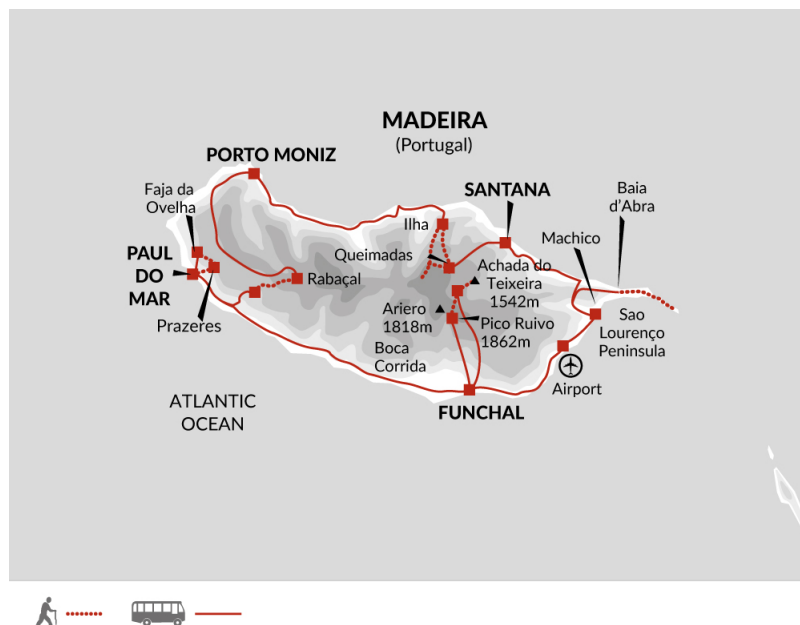 MADEIRA
(Portugal)
PORTO MONIZ
Faja da
Ovelha
SANTANA
Baia
d'Abra
Ilha
Machico
PAUL
DO
MAR
Queimadas
Achada do
Teixeira
1542m
Rabaçal
Ariero
1818m
Pico Ruivo
1862m
Sao
Lourenço
Peninsula
Prazeres
Boca
Corrida
Airport
ATLANTIC
OCEAN
FUNCHAL